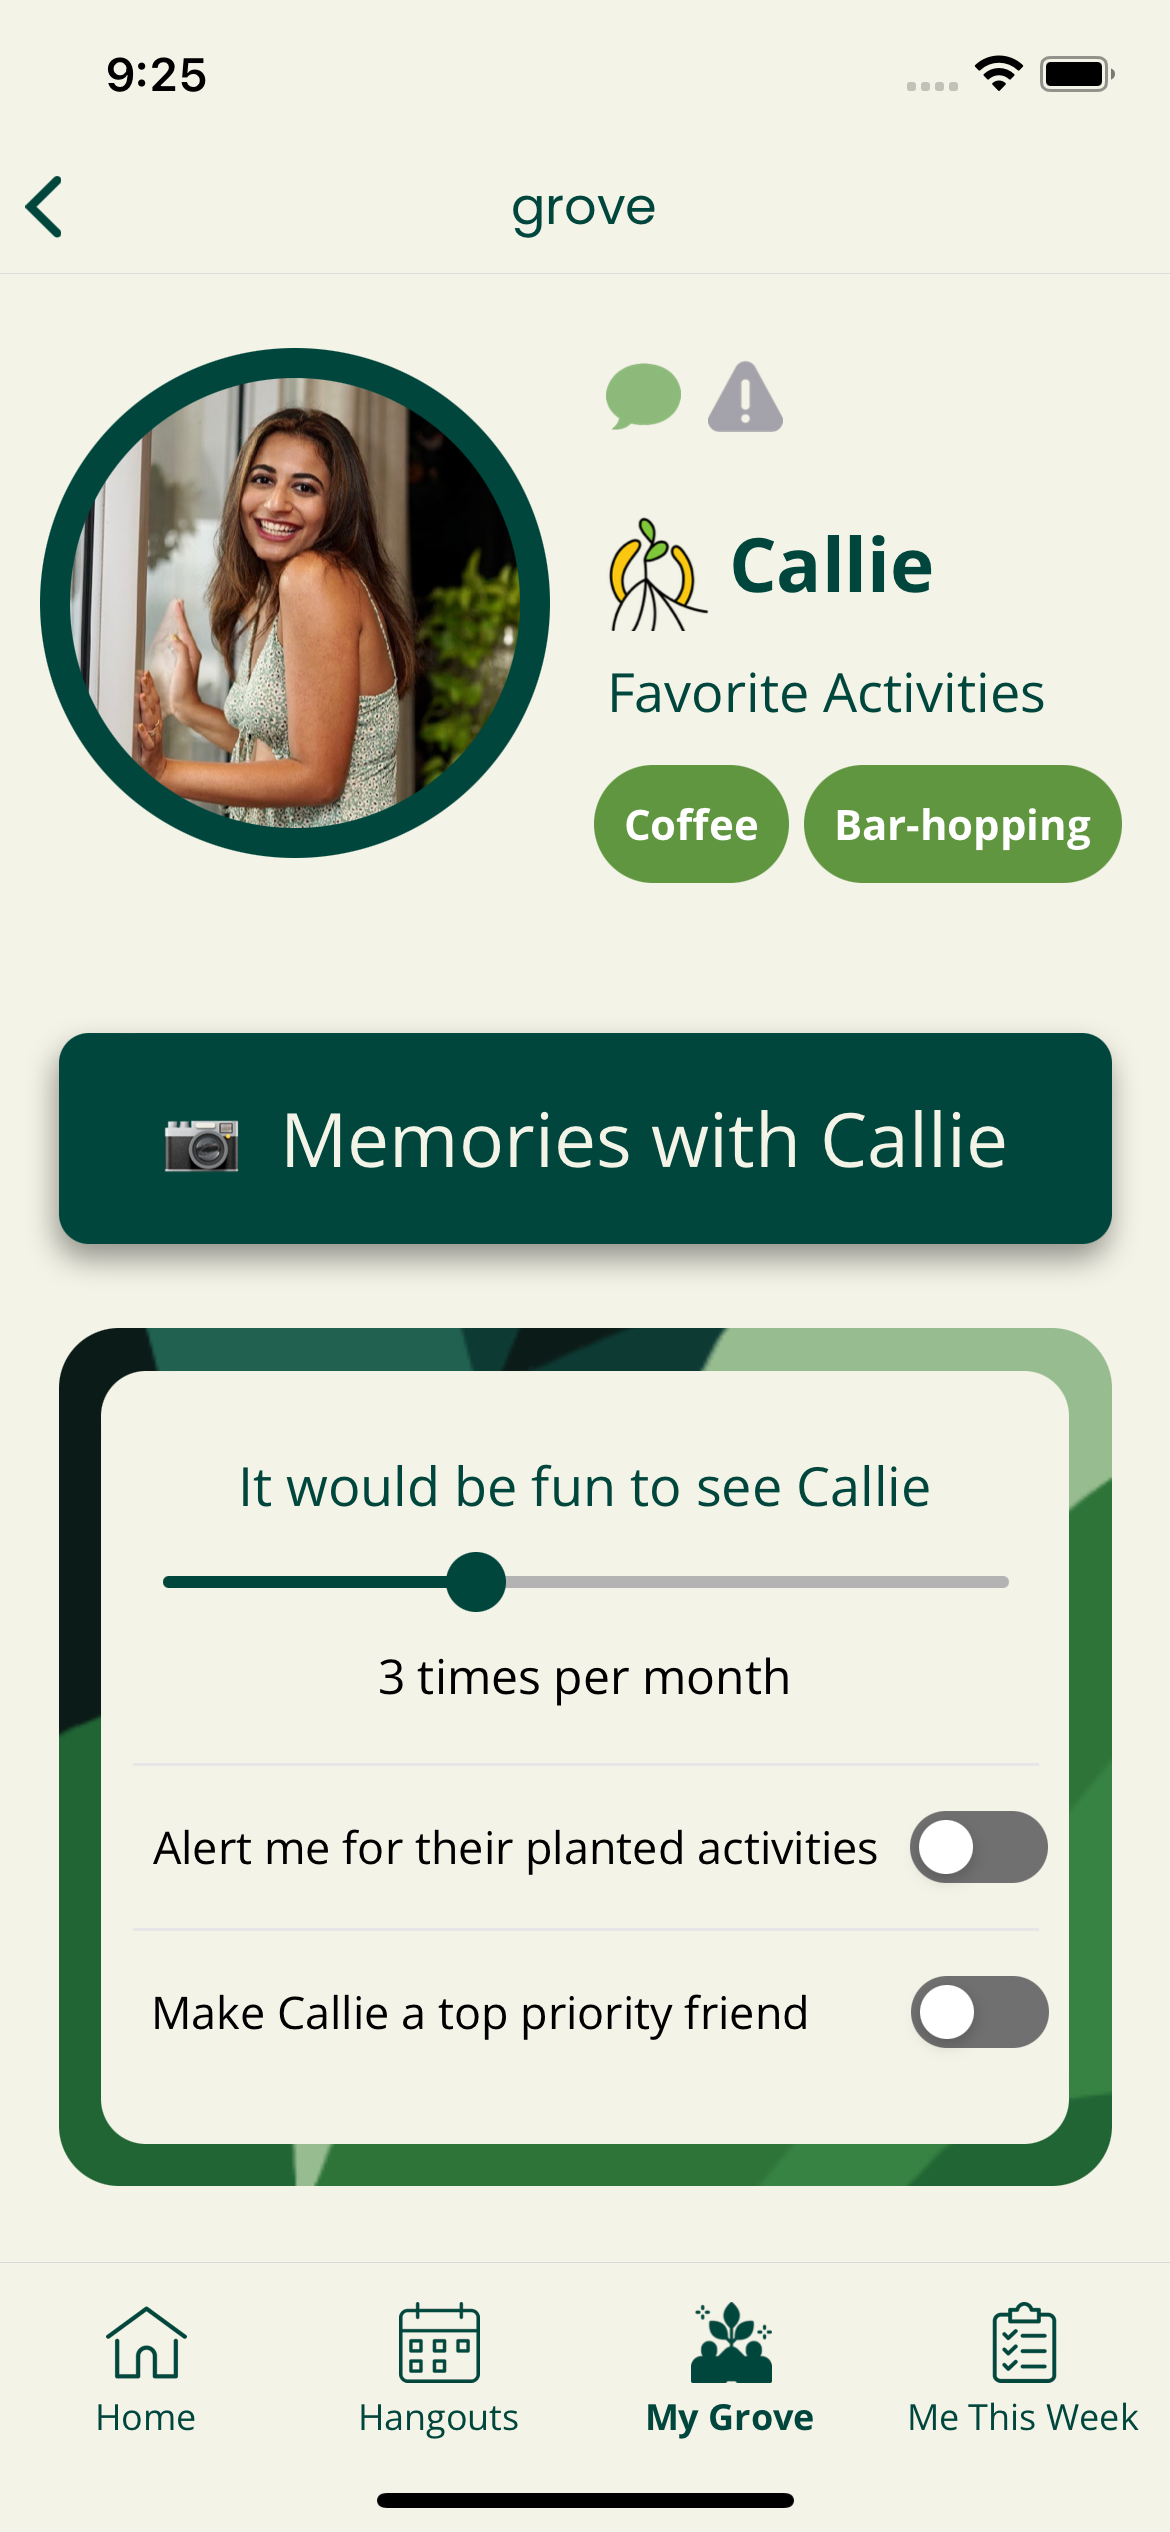 9:25
grove
Callie
Favorite Activities
Coffee
Bar-hopping
Memories with Callie
It would be fun to see Callie
3 times per month
Alert me for their planted activities
Make Callie a top priority friend
Home
Hangouts
My Grove
Me This Week